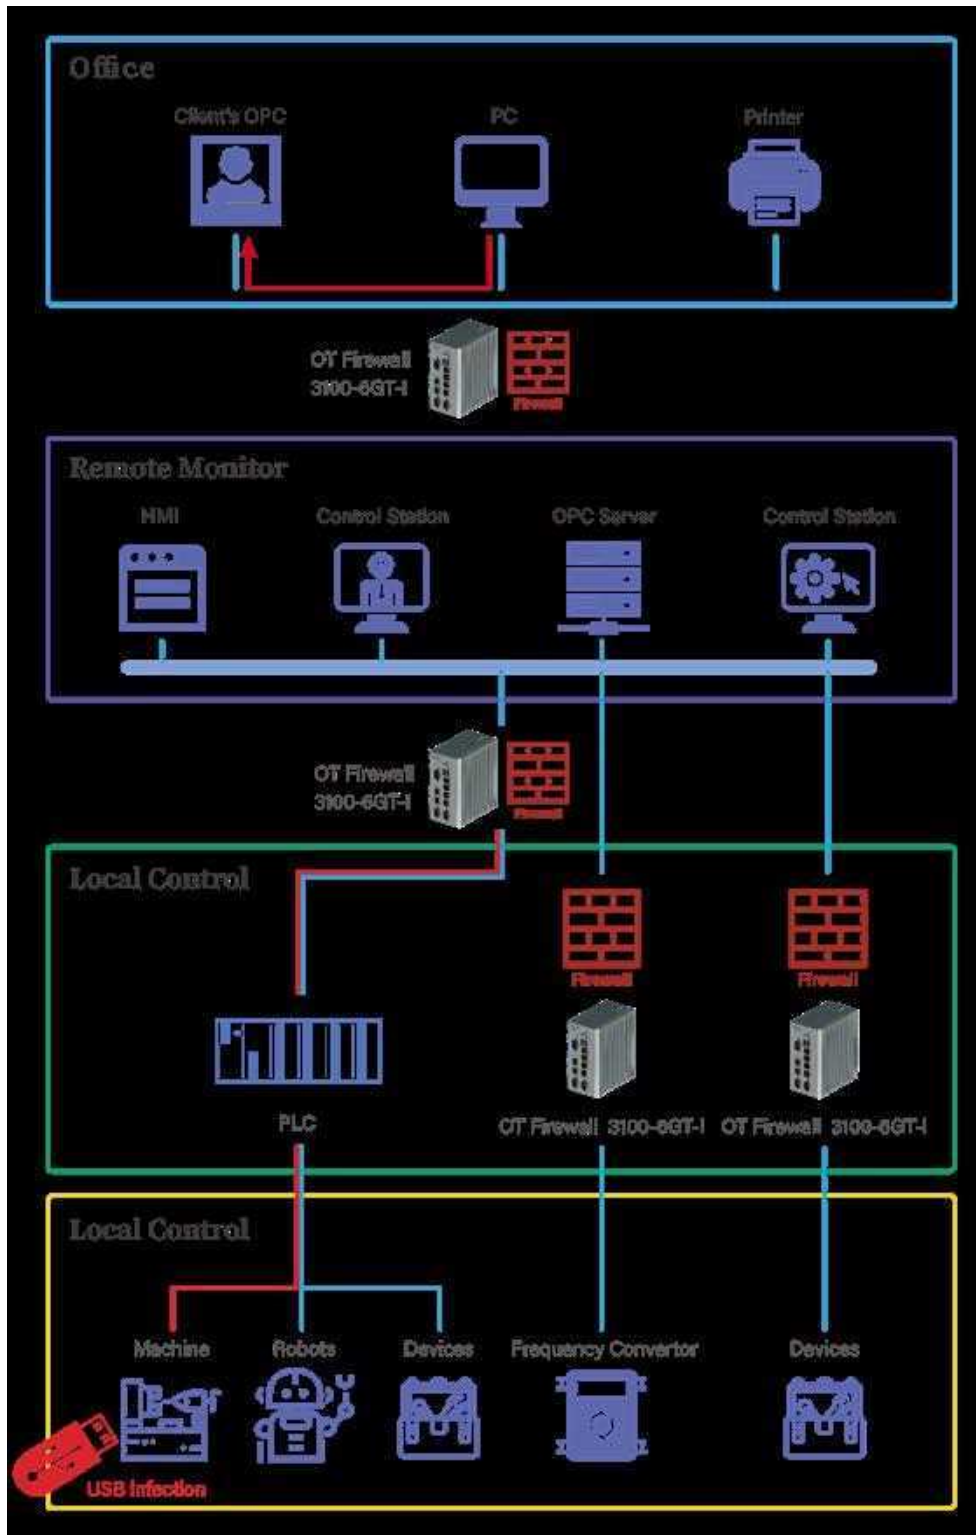 Office
Client's OPC
PC
Printer
OT Firewall
3100-6GT-I
Firewall
Remote Monitor
HMI
Control Station
OPC Server
Control Station
OT Firewall
3100-6GT-I
Firewall
Local Control
Firewall
Firewall
PLC
OT Firewall 3100-6GT-I
OT Firewall 3100-6GT-I
Local Control
Machine
Robots
Devices
Frequency Convertor
Devices
USB Infection